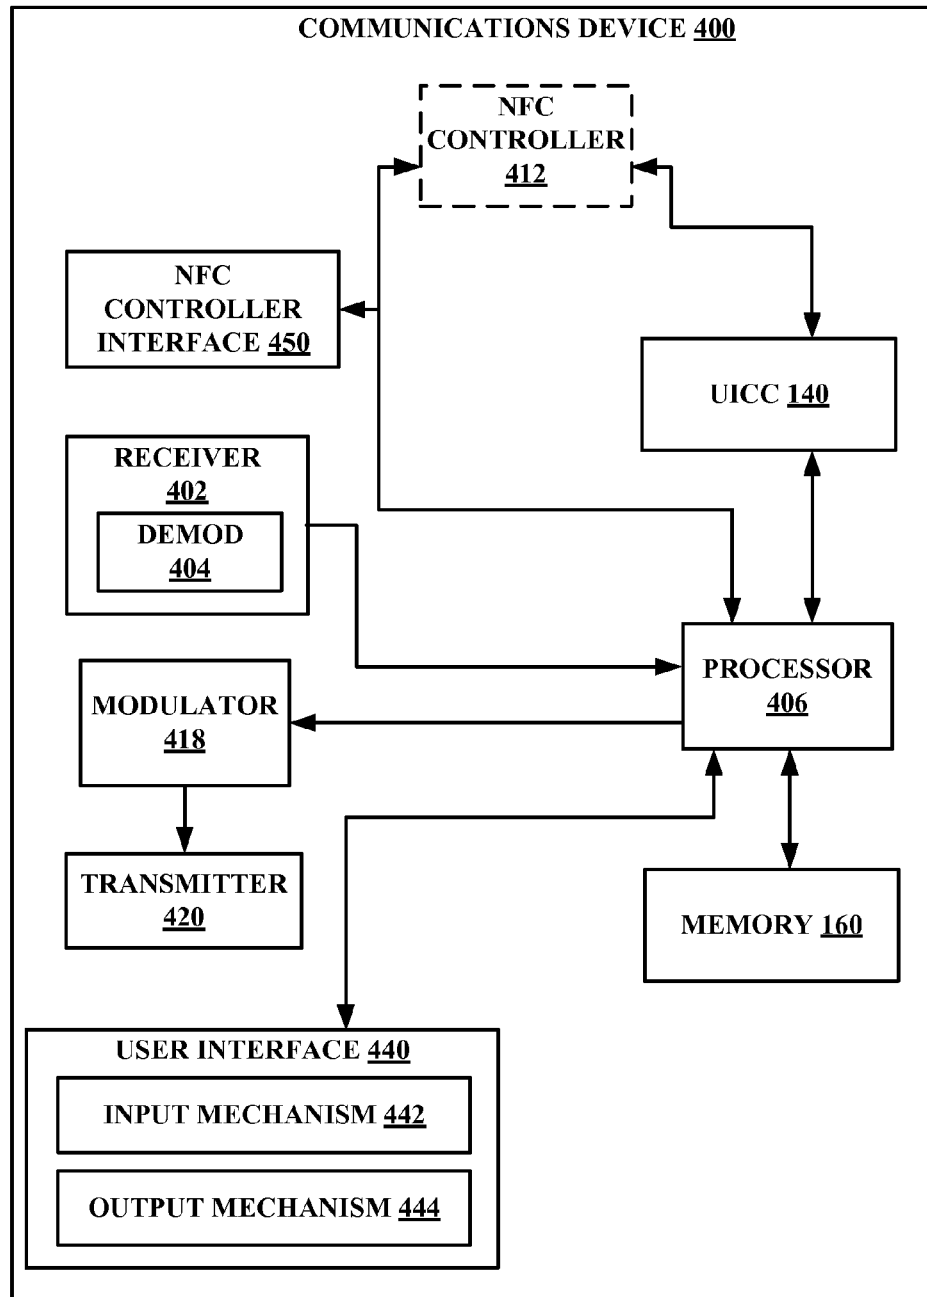 COMMUNICATIONS DEVICE 400
NFC
CONTROLLER
412
NFC
CONTROLLER
INTERFACE 450
UICC 140
RECEIVER
402
DEMOD
404
PROCESSOR
406
MODULATOR
418
TRANSMITTER
420
MEMORY 160
USER INTERFACE 440
INPUT MECHANISM 442
OUTPUT MECHANISM 444